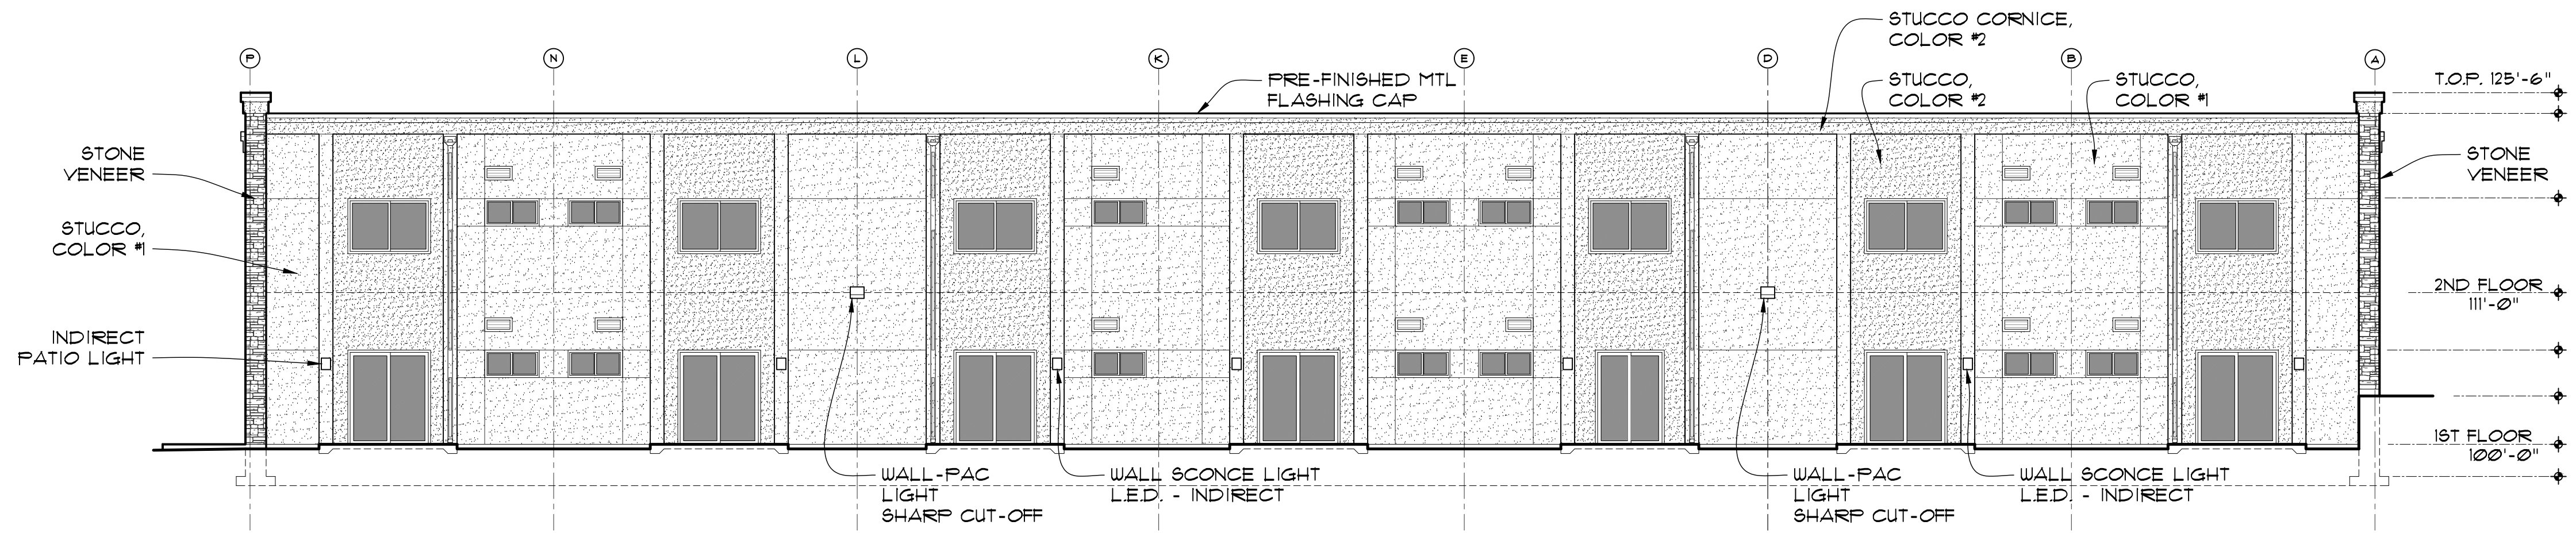 STUCCO CORNICE,
COLOR #2
P
N
L
K
E
D
B
A
PRE-FINISHED MTL
FLASHING CAP
STUCCO,
COLOR #2
STUCCO,
COLOR #1
T.O.P. 125'-6"
STONE
VENEER
STONE
VENEER
STUCCO,
COLOR #1
2ND FLOOR
111'-0"
INDIRECT
PATIO LIGHT
1ST FLOOR
100'-0"
WALL-PAC
LIGHT
SHARP CUT-OFF
WALL SCONCE LIGHT
L.E.D. - INDIRECT
WALL-PAC
LIGHT
SHARP CUT-OFF
WALL SCONCE LIGHT
L.E.D. - INDIRECT